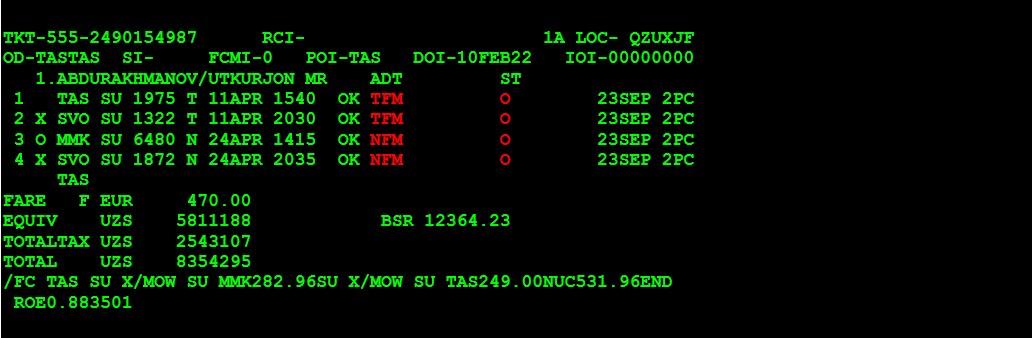 TKT-555-2490154987      RCI-                      1A LOC- QZUXJF
OD-TASTAS  SI-     FCMI-0   POI-TAS   DOI-10FEB22   IOI-00000000
   1.ABDURAKHMANOV/UTKURJON MR    ADT         ST
 1   TAS SU 1975 T 11APR 1540  OK TFM         O        23SEP 2PC
 2 X SVO SU 1322 T 11APR 2030  OK TFM         O        23SEP 2PC
 3 O MMK SU 6480 N 24APR 1415  OK NFM         O        23SEP 2PC
 4 X SVO SU 1872 N 24APR 2035  OK NFM         O        23SEP 2PC
     TAS
FARE   F EUR     470.00
EQUIV    UZS    5811188            BSR 12364.23
TOTALTAX UZS    2543107
TOTAL    UZS    8354295
/FC TAS SU X/MOW SU MMK282.96SU X/MOW SU TAS249.00NUC531.96END
 ROE0.883501